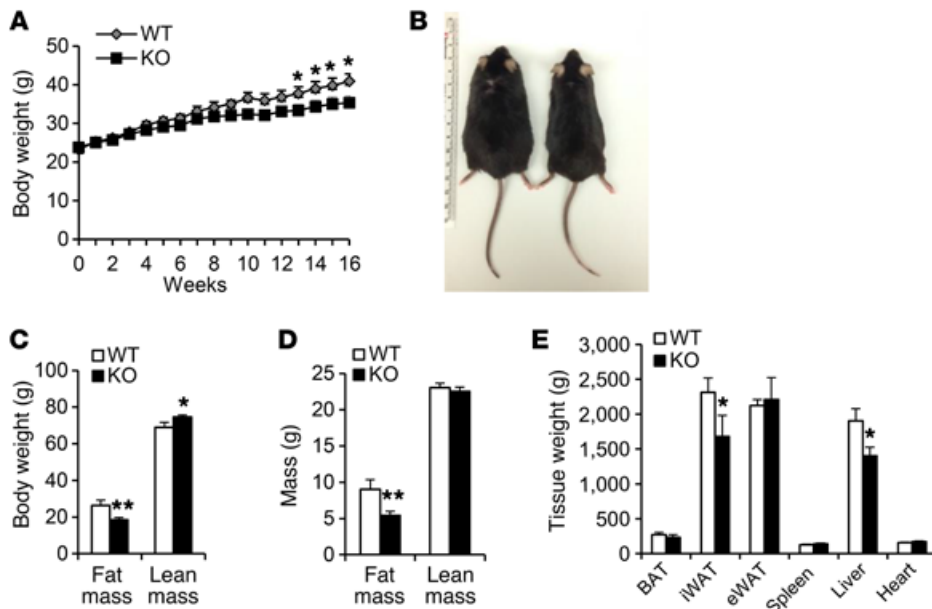 A
WT
KO
Body weight (g)
50
40
30
20
10
0
* * * *
0 2 4 6 8 10 12 14 16
Weeks
B
C
WT
KO
Body weight (g)
100
80
60
40
20
0
**
*
Fat mass
Lean mass
D
WT
KO
Mass (g)
25
20
15
10
5
0
**
Fat mass
Lean mass
E
WT
KO
Tissue weight (g)
3,000
2,500
2,000
1,500
1,000
500
0
*
*
BAT
iWAT
eWAT
Spleen
Liver
Heart